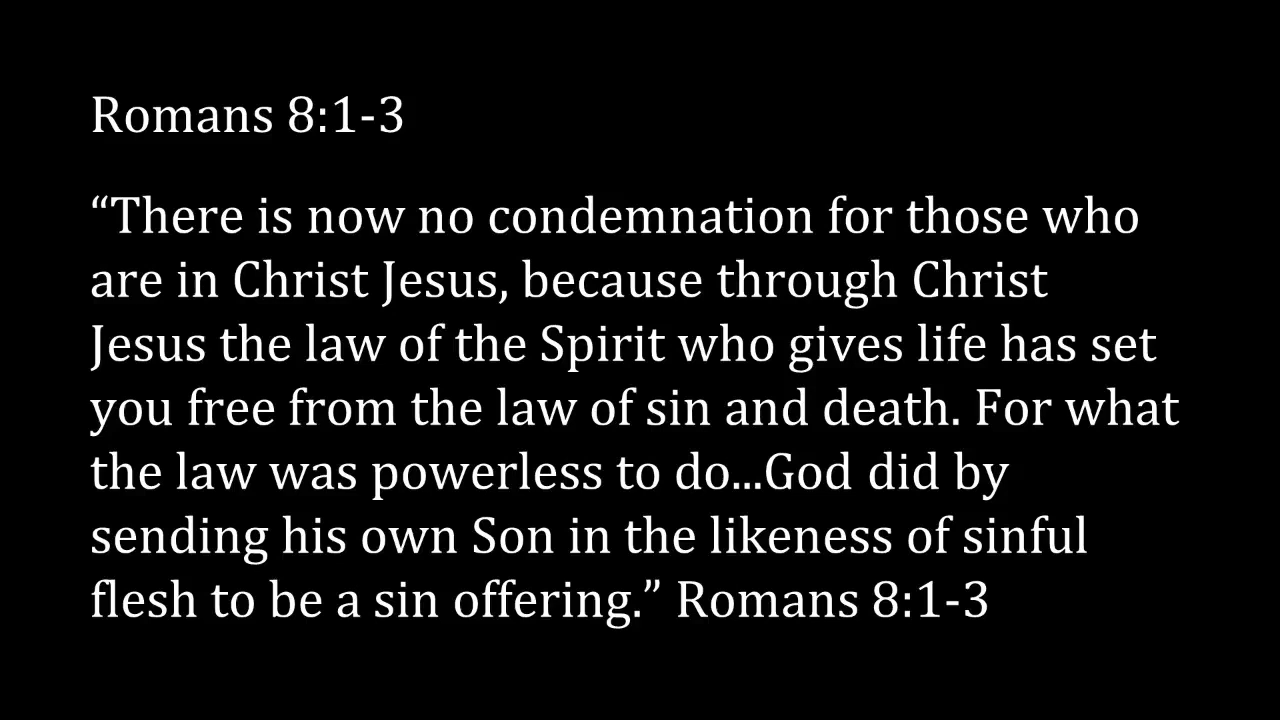 Romans 8:1-3
“There is now no condemnation for those who
are in Christ Jesus, because through Christ
Jesus the law of the Spirit who gives life has set
you free from the law of sin and death. For what
the law was powerless to do...God did by
sending his own Son in the likeness of sinful
flesh to be a sin offering.” Romans 8:1-3